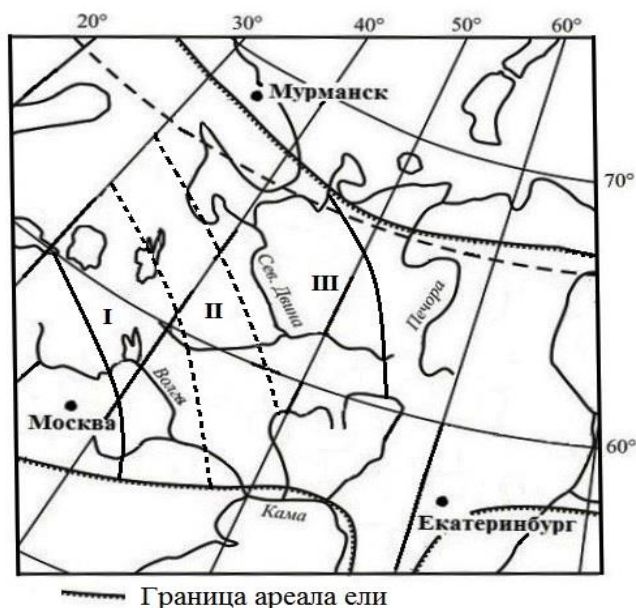 20° 30° 40° 50° 60°
Мурманск
70°
I II III
Сев. Двина
Печора
Волга
Москва
60°
Кама
Екатеринбург
Граница ареала ели